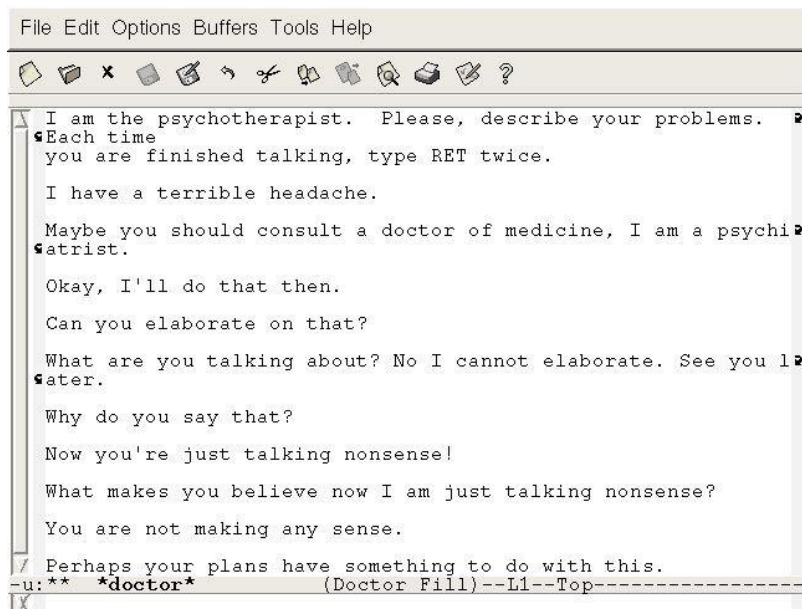 File Edit Options Buffers Tools Help
I am the psychotherapist.  Please, describe your problems.
Each time
you are finished talking, type RET twice.
I have a terrible headache.
Maybe you should consult a doctor of medicine, I am a psychi
atrist.
Okay, I'll do that then.
Can you elaborate on that?
What are you talking about? No I cannot elaborate. See you l
ater.
Why do you say that?
Now you're just talking nonsense!
What makes you believe now I am just talking nonsense?
You are not making any sense.
Perhaps your plans have something to do with this.
-u:**  *doctor*          (Doctor Fill)--L1--Top-----------------